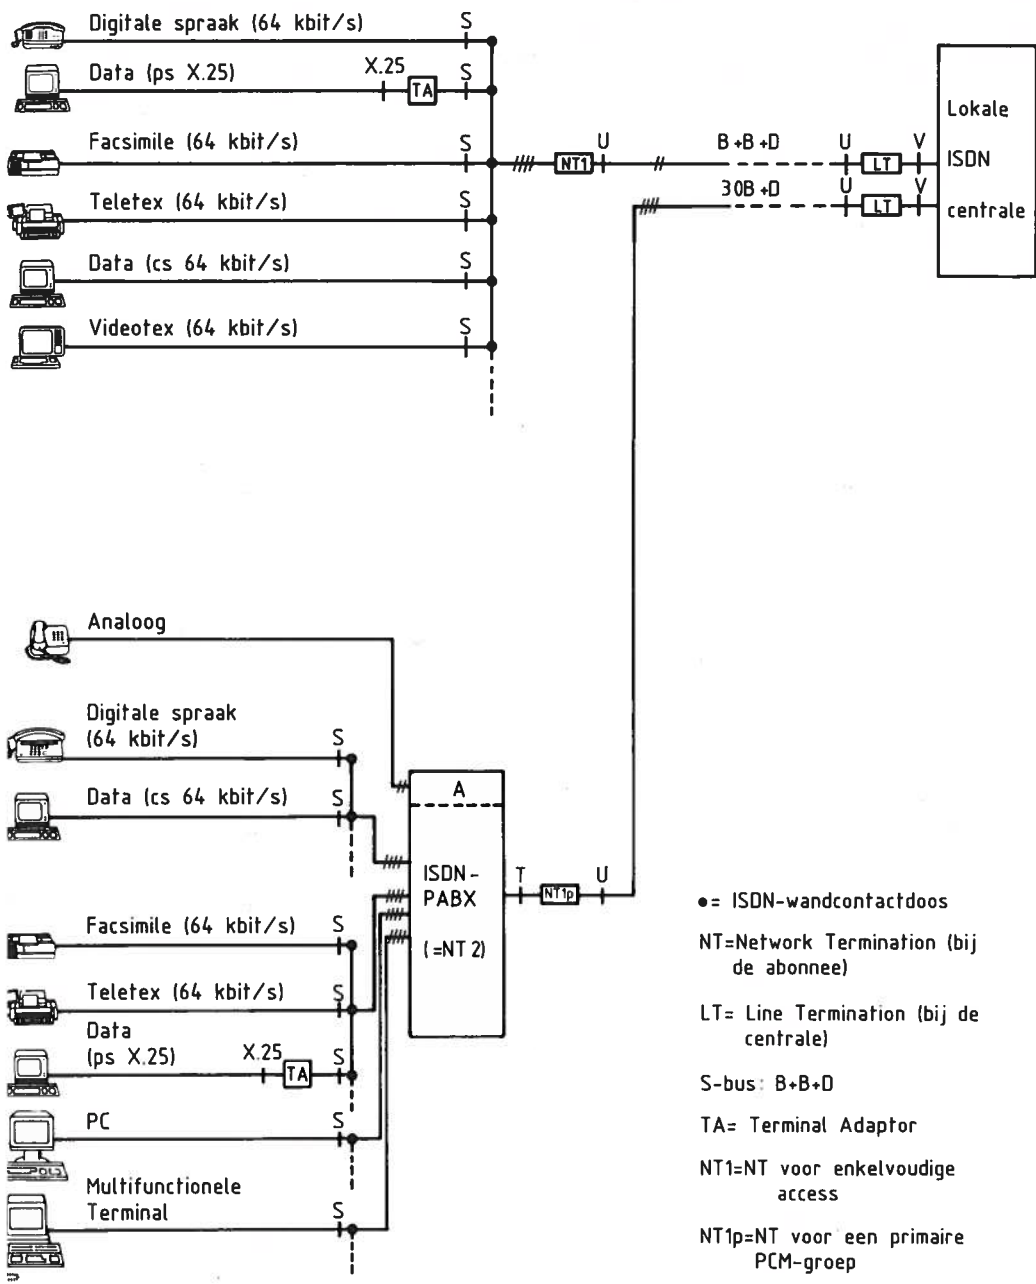 Digitale spraak (64 kbit/s) S
Data (ps X.25) X.25 TA S
Facsimile (64 kbit/s) S
NT1 U B+B+D U LT V
Teletex (64 kbit/s) S
30B+D U LT V
Data (cs 64 kbit/s) S
Videotex (64 kbit/s) S
Lokale
ISDN
centrale
Analoog
Digitale spraak
(64 kbit/s) S
Data (cs 64 kbit/s) S
A
ISDN-
PABX
(=NT 2)
T NT1p U
Facsimile (64 kbit/s) S
Teletex (64 kbit/s) S
Data
(ps X.25) X.25 TA S
PC S
Multifunctionele
Terminal S
●= ISDN-wandcontactdoos
NT=Network Termination (bij
de abonnee)
LT= Line Termination (bij de
centrale)
S-bus: B+B+D
TA= Terminal Adaptor
NT1=NT voor enkelvoudige
access
NT1p=NT voor een primaire
PCM-groep